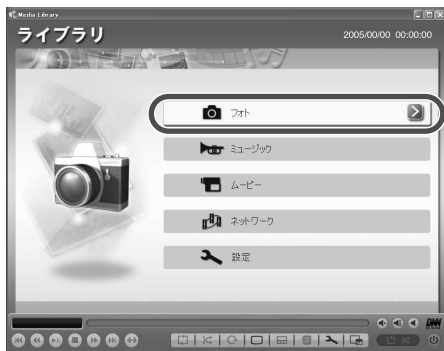 Media Library
ライブラリ
2005/00/00 00:00:00
フォト
ミュージック
ムービー
ネットワーク
設定